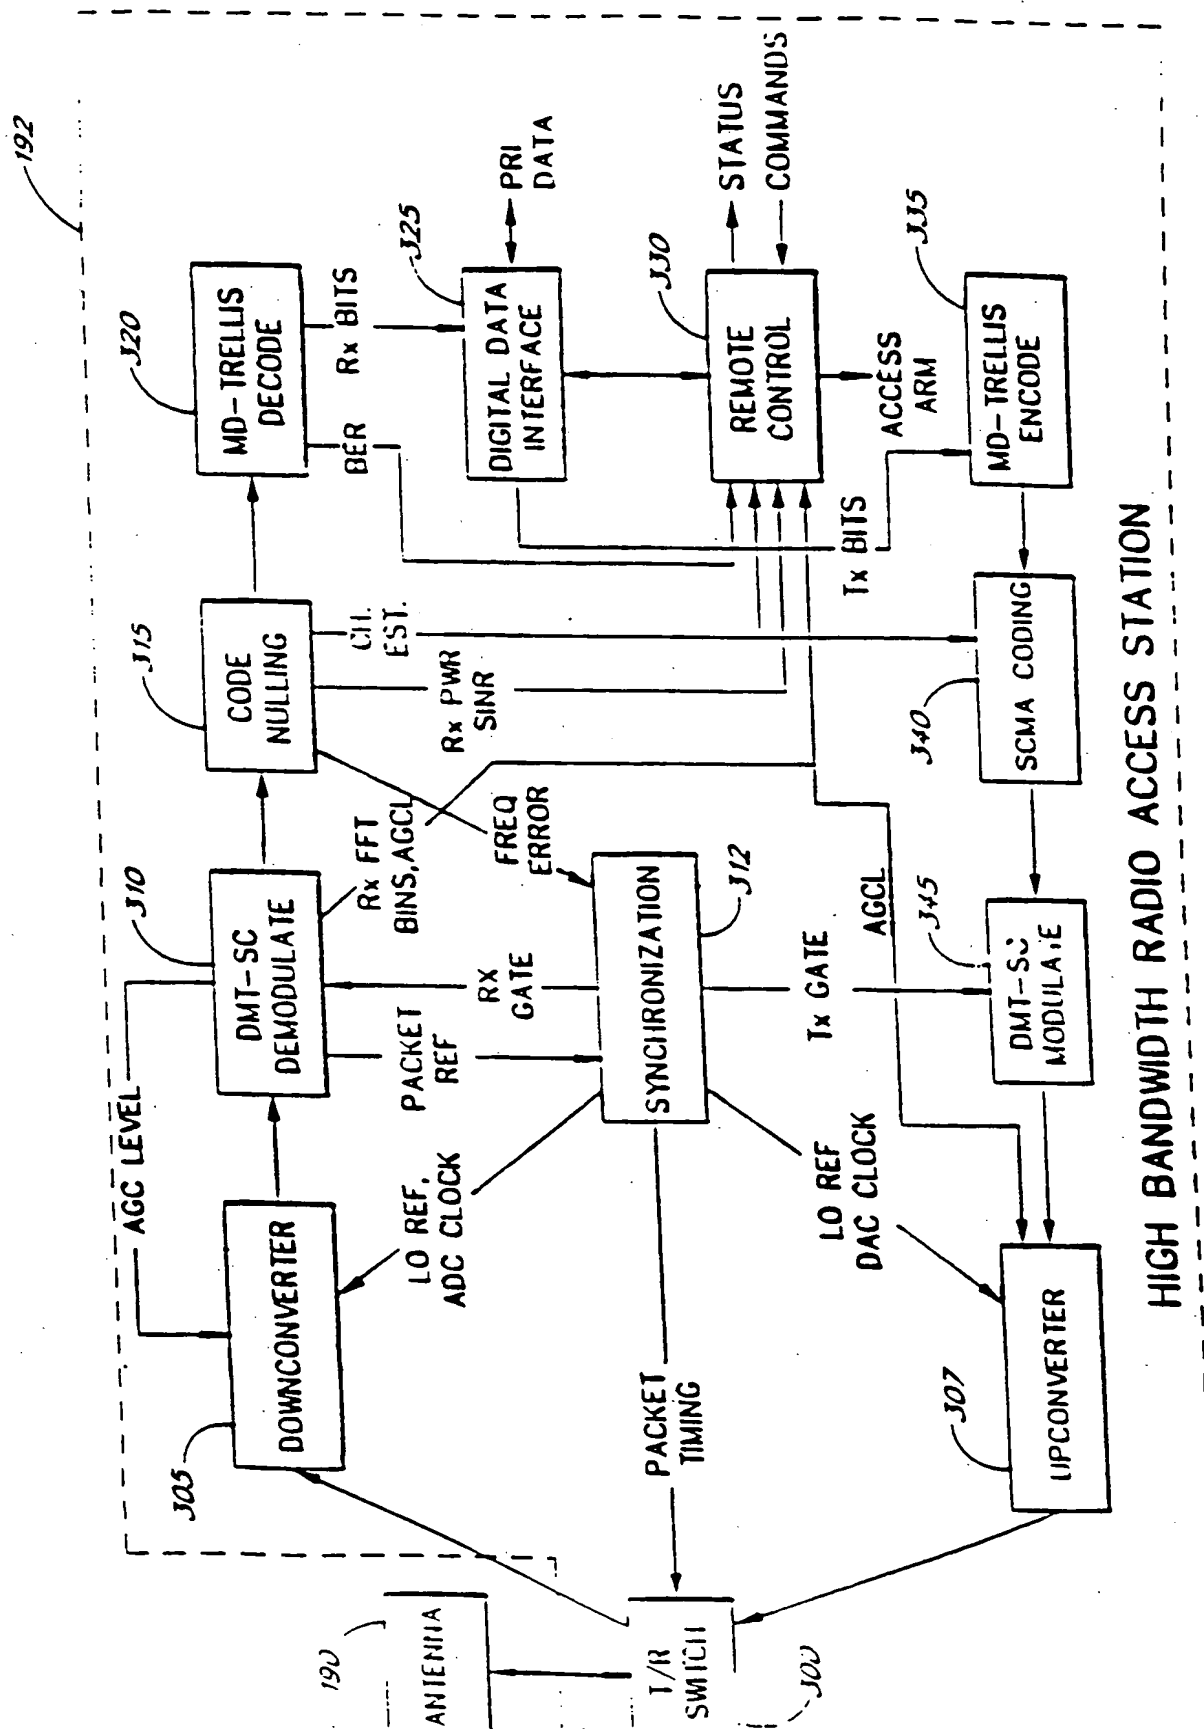 192
320
MD-TRELLIS
DECODE
BER
Rx BITS
325
DIGITAL DATA
INTERFACE
PRI
DATA
330
REMOTE
CONTROL
STATUS
COMMANDS
ACCESS
ARM
335
MD-TRELLIS
ENCODE
Tx BITS
315
CODE
NULLING
CH.
EST.
Rx PWR
SINR
340
SCMA CODING
310
DMT-SC
DEMODULATE
Rx FFT
BINS, AGCL
FREQ
ERROR
AGC LEVEL
PACKET
REF
RX
GATE
312
SYNCHRONIZATION
Tx GATE
AGCL
345
DMT-SC
MODULATE
305
DOWNCONVERTER
LO REF,
ADC CLOCK
LO REF
DAC CLOCK
PACKET
TIMING
307
UPCONVERTER
190
ANTENNA
T/R
SWITCH
300
HIGH BANDWIDTH RADIO ACCESS STATION